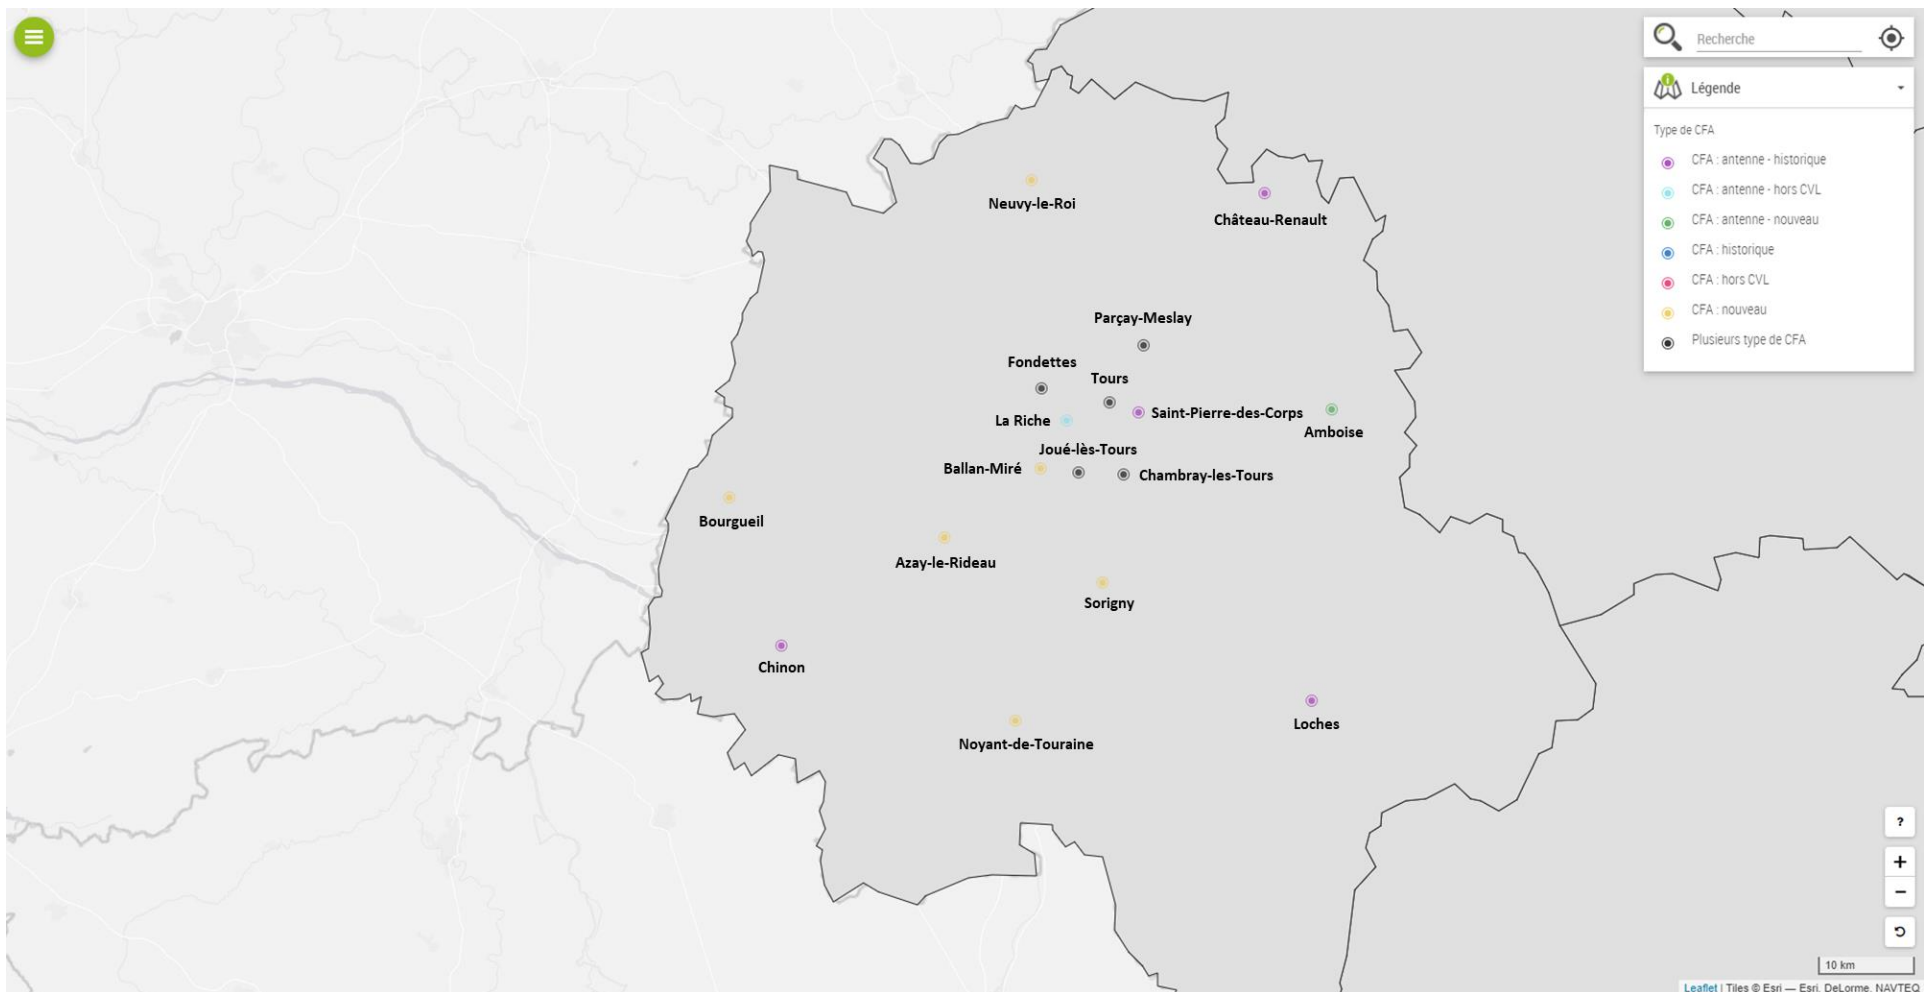 Recherche
Légende
Type de CFA
CFA : antenne - historique
CFA : antenne - hors CVL
CFA : antenne - nouveau
CFA : historique
CFA : hors CVL
CFA : nouveau
Plusieurs type de CFA
Neuvy-le-Roi
Château-Renault
Parçay-Meslay
Fondettes
Tours
La Riche
Saint-Pierre-des-Corps
Amboise
Joué-lès-Tours
Ballan-Miré
Chambray-les-Tours
Bourgueil
Azay-le-Rideau
Sorigny
Chinon
Loches
Noyant-de-Touraine
?
+
−
10 km
Leaflet | Tiles © Esri — Esri, DeLorme, NAVTEQ